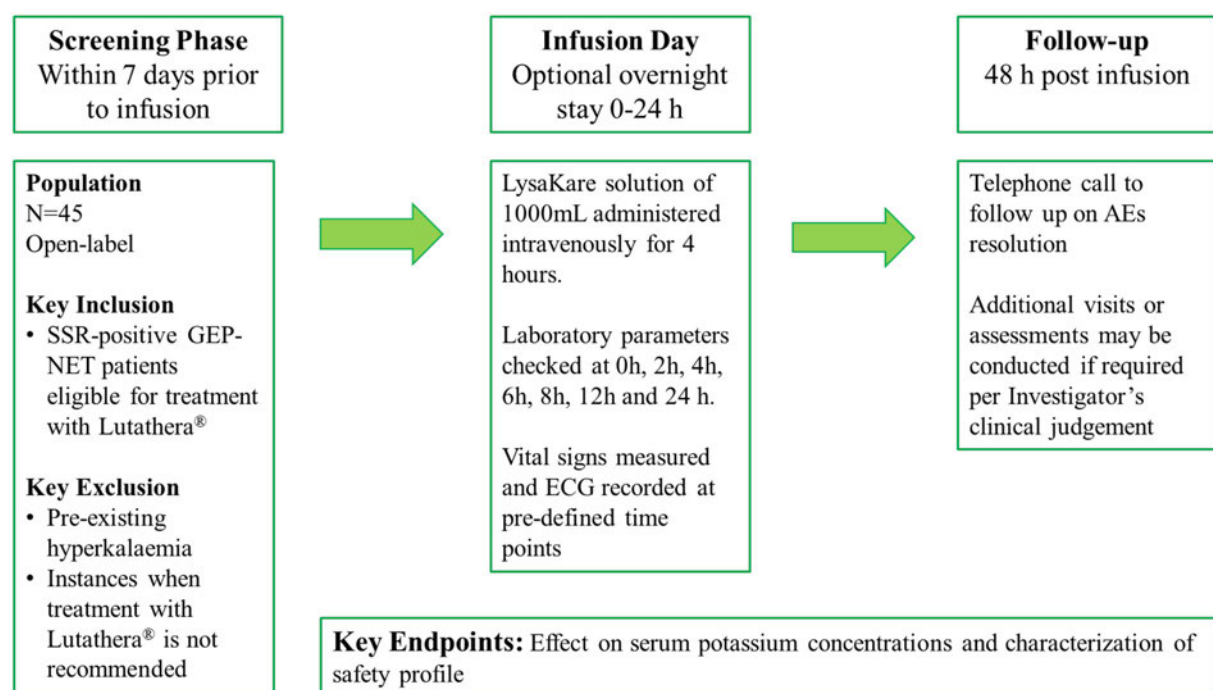 Screening Phase
Within 7 days prior
to infusion
Infusion Day
Optional overnight
stay 0-24 h
Follow-up
48 h post infusion
Population
N=45
Open-label
Key Inclusion
• SSR-positive GEP-
NET patients
eligible for treatment
with Lutathera®
Key Exclusion
• Pre-existing
hyperkalaemia
• Instances when
treatment with
Lutathera® is not
recommended
LysaKare solution of
1000mL administered
intravenously for 4
hours.
Laboratory parameters
checked at 0h, 2h, 4h,
6h, 8h, 12h and 24 h.
Vital signs measured
and ECG recorded at
pre-defined time
points
Telephone call to
follow up on AEs
resolution
Additional visits or
assessments may be
conducted if required
per Investigator's
clinical judgement
Key Endpoints: Effect on serum potassium concentrations and characterization of
safety profile